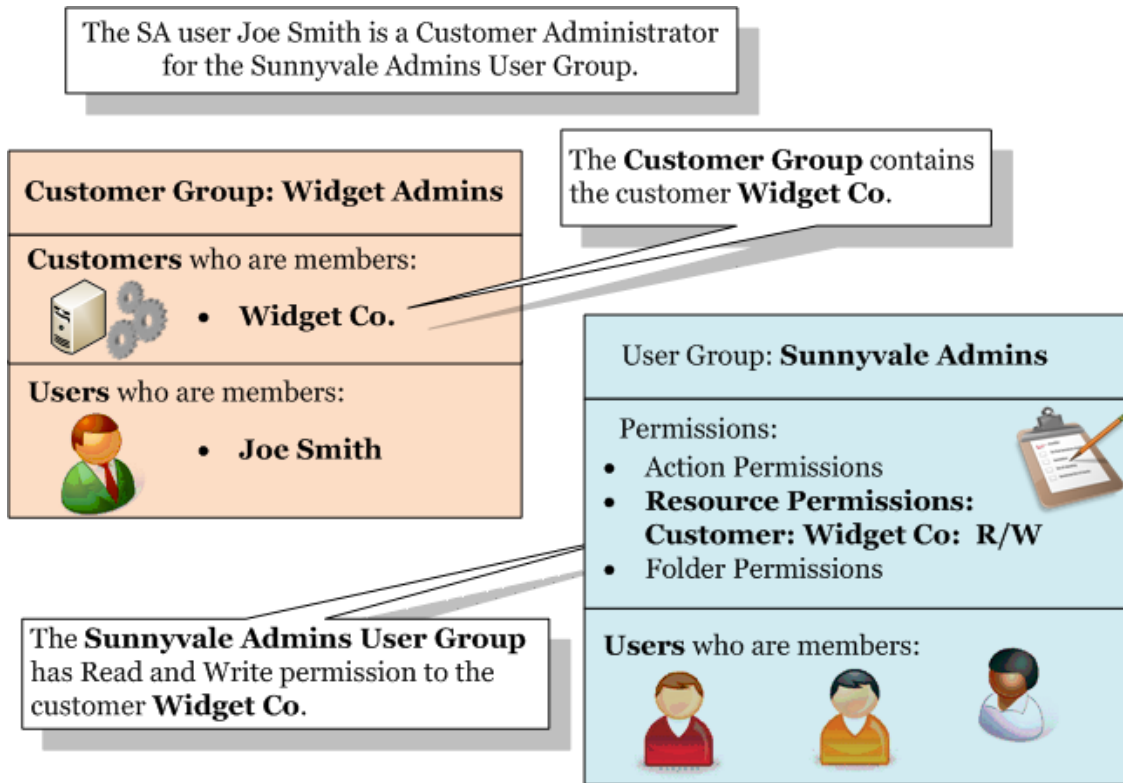 The SA user Joe Smith is a Customer Administrator
for the Sunnyvale Admins User Group.
The Customer Group contains
the customer Widget Co.
Customer Group: Widget Admins
Customers who are members:
• Widget Co.
Users who are members:
• Joe Smith
User Group: Sunnyvale Admins
Permissions:
• Action Permissions
• Resource Permissions:
Customer: Widget Co: R/W
• Folder Permissions
The Sunnyvale Admins User Group
has Read and Write permission to the
customer Widget Co.
Users who are members: